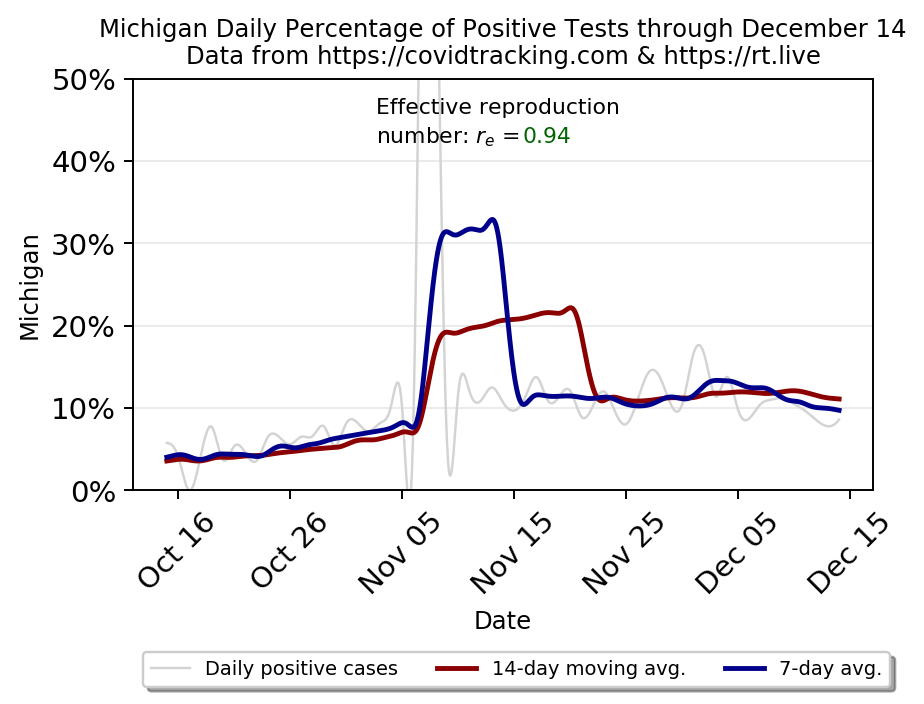 Michigan Daily Percentage of Positive Tests through December 14
Data from https://covidtracking.com & https://rt.live
Effective reproduction
number: r_e = 0.94
50%
40%
30%
20%
10%
0%
Michigan
Oct 16
Oct 26
Nov 05
Nov 15
Nov 25
Dec 05
Dec 15
Date
Daily positive cases
14-day moving avg.
7-day avg.